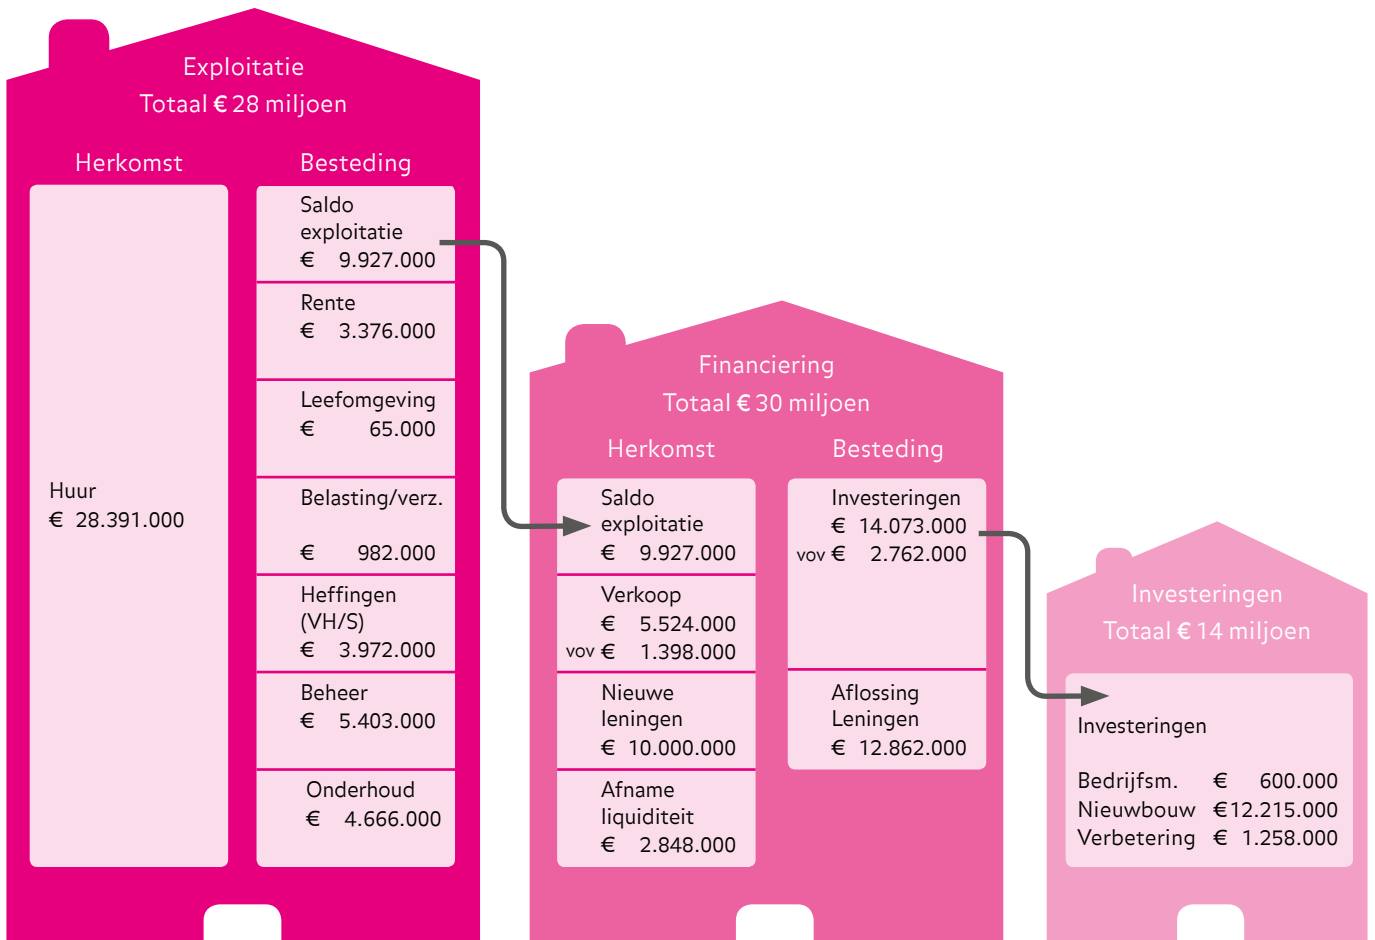 Exploitatie
Totaal € 28 miljoen
Herkomst
Huur
€ 28.391.000
Besteding
Saldo
exploitatie
€ 9.927.000
Rente
€ 3.376.000
Leefomgeving
€ 65.000
Belasting/verz.
€ 982.000
Heffingen
(VH/S)
€ 3.972.000
Beheer
€ 5.403.000
Onderhoud
€ 4.666.000
Financiering
Totaal € 30 miljoen
Herkomst
Saldo
exploitatie
€ 9.927.000
Verkoop
€ 5.524.000
vov € 1.398.000
Nieuwe
leningen
€ 10.000.000
Afname
liquiditeit
€ 2.848.000
Besteding
Investeringen
€ 14.073.000
vov € 2.762.000
Aflossing
Leningen
€ 12.862.000
Investeringen
Totaal € 14 miljoen
Investeringen
Bedrijfsm. € 600.000
Nieuwbouw €12.215.000
Verbetering € 1.258.000